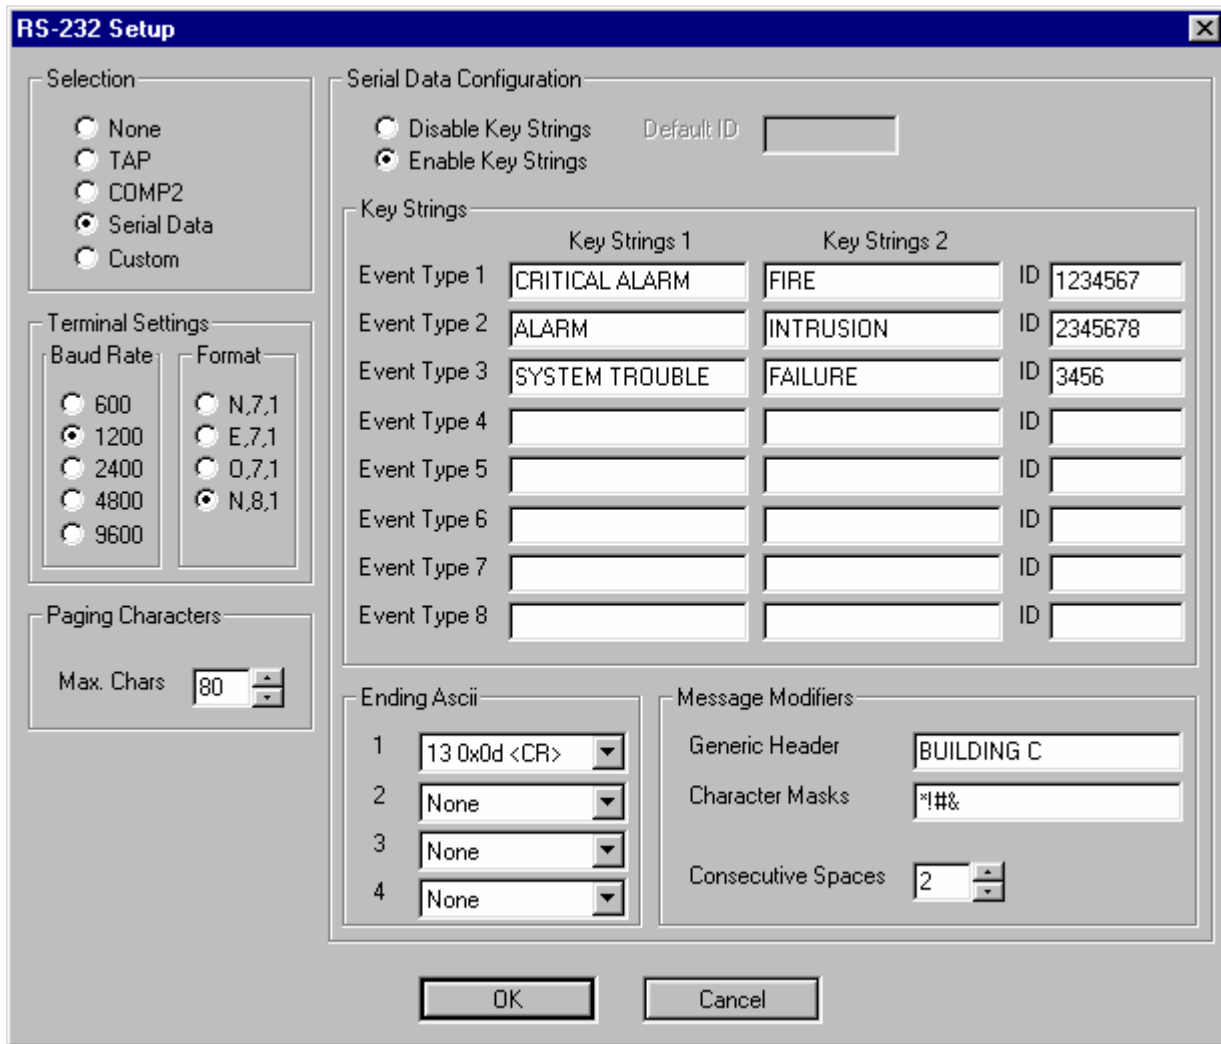 RS-232 Setup
Selection
None
TAP
COMP2
Serial Data
Custom
Terminal Settings
Baud Rate
600
1200
2400
4800
9600
Format
N,7,1
E,7,1
O,7,1
N,8,1
Paging Characters
Max. Chars 80
Serial Data Configuration
Disable Key Strings Default ID
Enable Key Strings
Key Strings
Key Strings 1 Key Strings 2
Event Type 1 CRITICAL ALARM FIRE ID 1234567
Event Type 2 ALARM INTRUSION ID 2345678
Event Type 3 SYSTEM TROUBLE FAILURE ID 3456
Event Type 4 ID
Event Type 5 ID
Event Type 6 ID
Event Type 7 ID
Event Type 8 ID
Ending Ascii
1 13 0x0d <CR>
2 None
3 None
4 None
Message Modifiers
Generic Header BUILDING C
Character Masks *!#&
Consecutive Spaces 2
OK Cancel